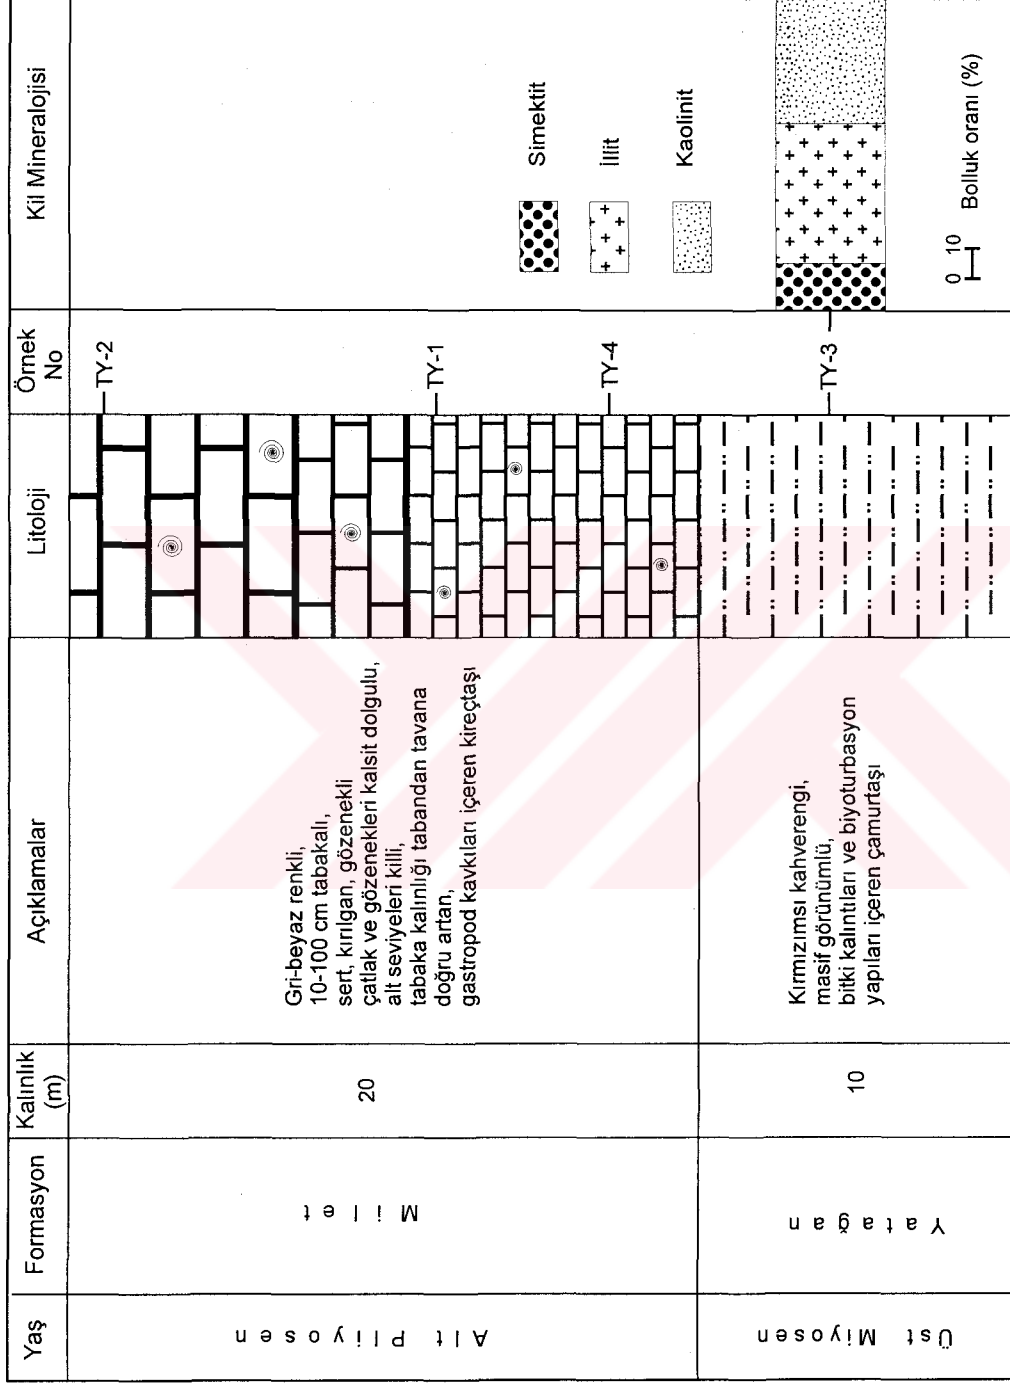 Yaş
Formasyon
Kalınlık
(m)
Açıklamalar
Litoloji
Örnek
No
Kil Mineralojisi
Alt Pliyosen
Milet
20
Gri-beyaz renkli,
10-100 cm tabakalı,
sert, kırılgan, gözenekli
çatlak ve gözenekleri kalsit dolgulu,
alt seviyeleri killi,
tabaka kalınlığı tabandan tavana
doğru artan,
gastropod kavkıları içeren kireçtaşı
TY-2
TY-1
TY-4
Simektit
İllit
Kaolinit
Üst Miyosen
Yatağan
10
Kırmızımsı kahverengi,
masif görünümlü,
bitki kalıntıları ve biyoturbasyon
yapıları içeren çamurtaşı
TY-3
0 10
Bolluk oranı (%)